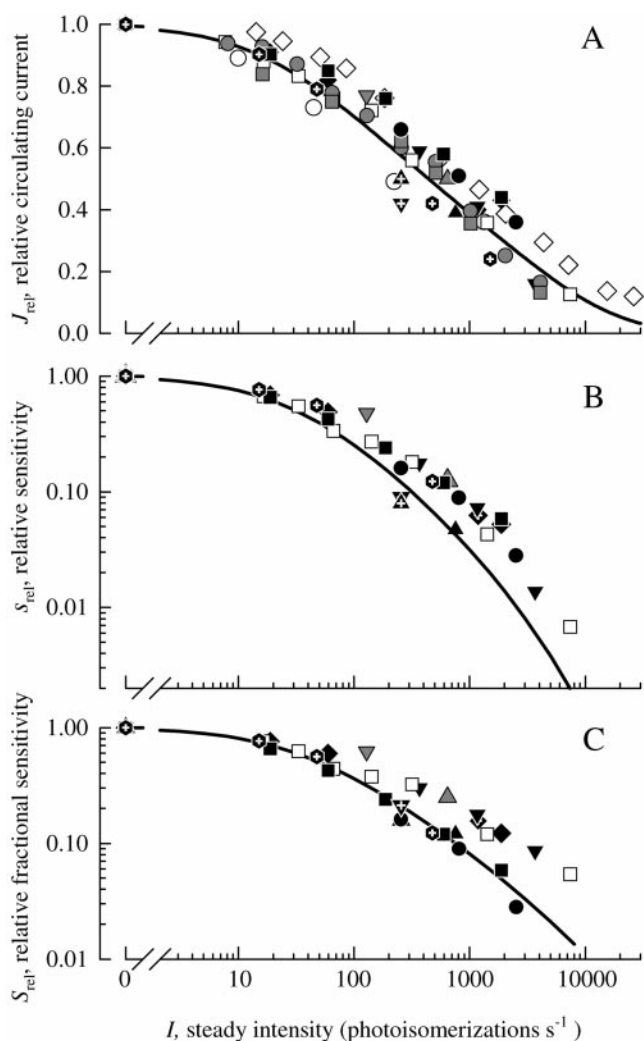 A
J_rel, relative circulating current
1.0
0.8
0.6
0.4
0.2
0.0
B
s_rel, relative sensitivity
1.00
0.10
0.01
C
S_rel, relative fractional sensitivity
1.00
0.10
0.01
0 10 100 1000 10000
I, steady intensity (photoisomerizations s⁻¹)